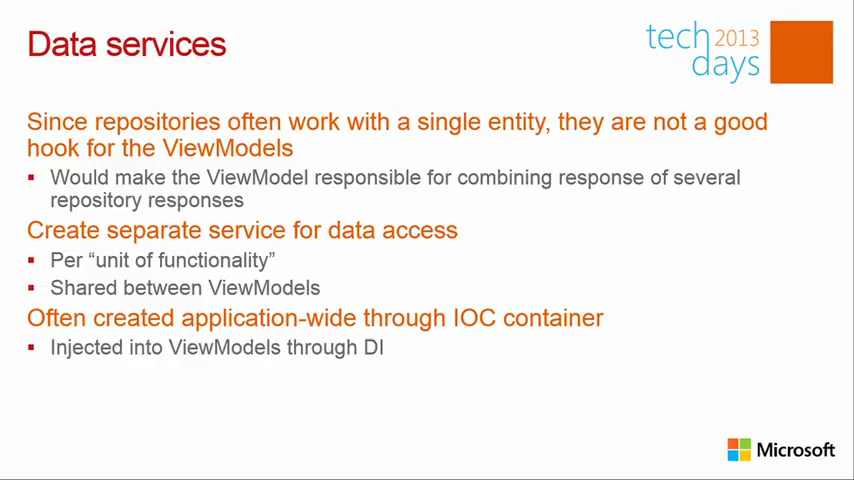 Data services
tech 2013
days
Since repositories often work with a single entity, they are not a good
hook for the ViewModels
▪ Would make the ViewModel responsible for combining response of several
repository responses
Create separate service for data access
▪ Per “unit of functionality”
▪ Shared between ViewModels
Often created application-wide through IOC container
▪ Injected into ViewModels through DI
Microsoft